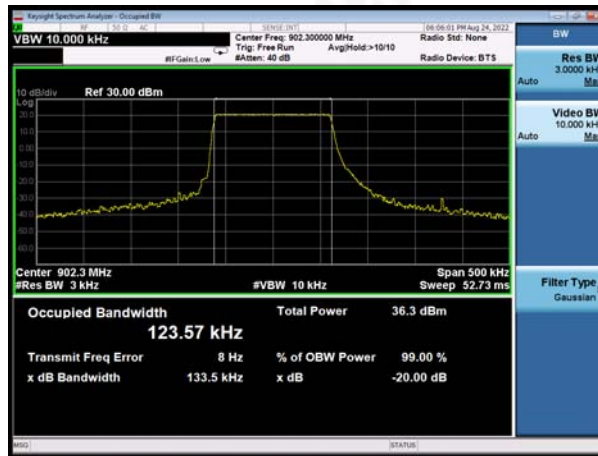 Keysight Spectrum Analyzer - Occupied BW
RF 50 Ω AC SENSE:INT 06:06:01 PM Aug 24, 2022
VBW 10.000 kHz Center Freq: 902.300000 MHz Radio Std: None
Trig: Free Run Avg|Hold:>10/10
#IFGain:Low #Atten: 40 dB Radio Device: BTS
10 dB/div Ref 30.00 dBm
Log
20.0
10.0
0.00
-10.0
-20.0
-30.0
-40.0
-50.0
-60.0
Center 902.3 MHz Span 500 kHz
#Res BW 3 kHz #VBW 10 kHz Sweep 52.73 ms
Occupied Bandwidth Total Power 36.3 dBm
123.57 kHz
Transmit Freq Error 8 Hz % of OBW Power 99.00 %
x dB Bandwidth 133.5 kHz x dB -20.00 dB
MSG STATUS
BW
Res BW
3.0000 kH
Auto Ma
Video BW
10.000 kH
Auto Ma
Filter Type
Gaussian